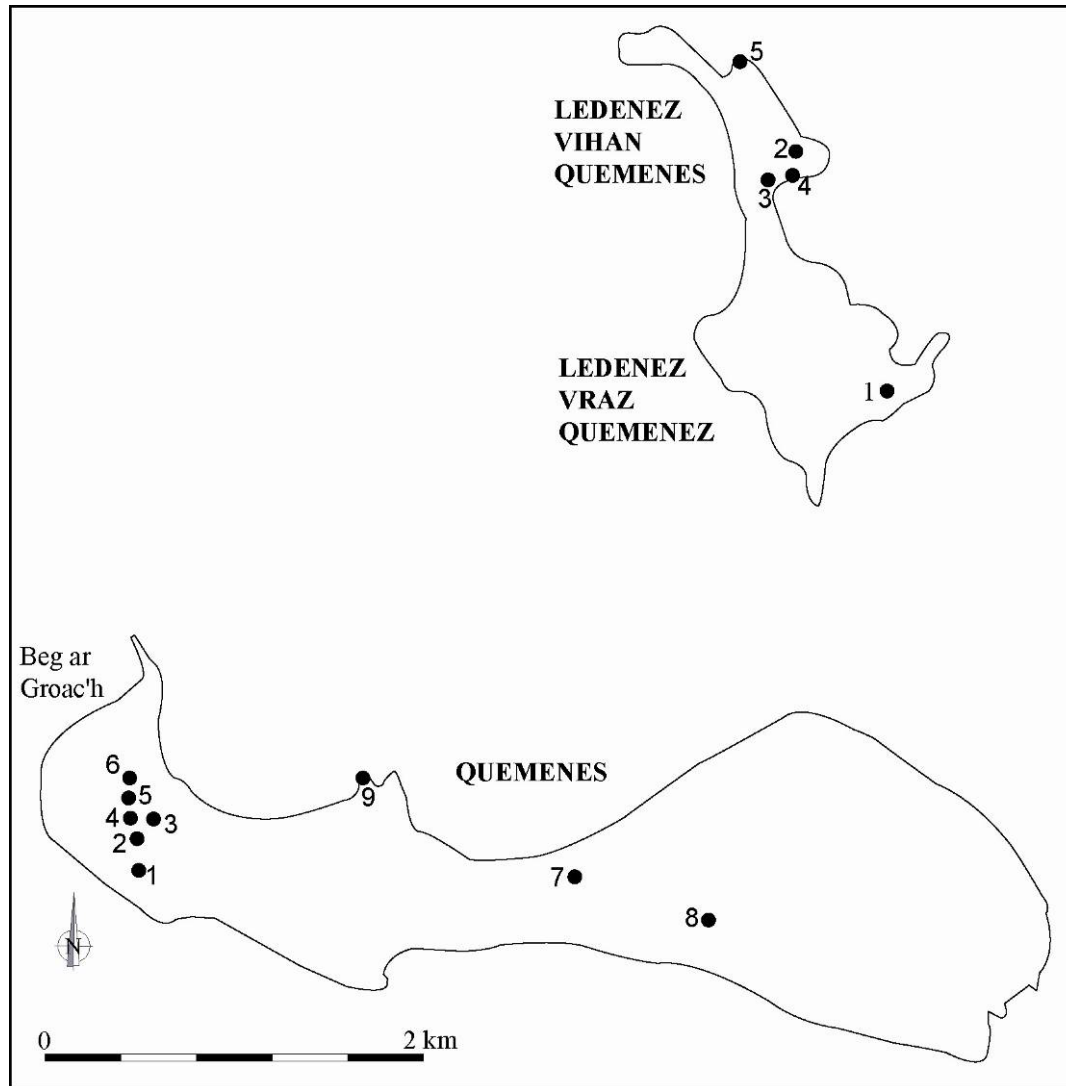 5
LEDENEZ
VIHAN
QUEMENES
2
3
4
LEDENEZ
VRAZ
QUEMENEZ
1
Beg ar
Groac'h
6
5
4
3
2
1
9
QUEMENES
7
8
N
0
2 km